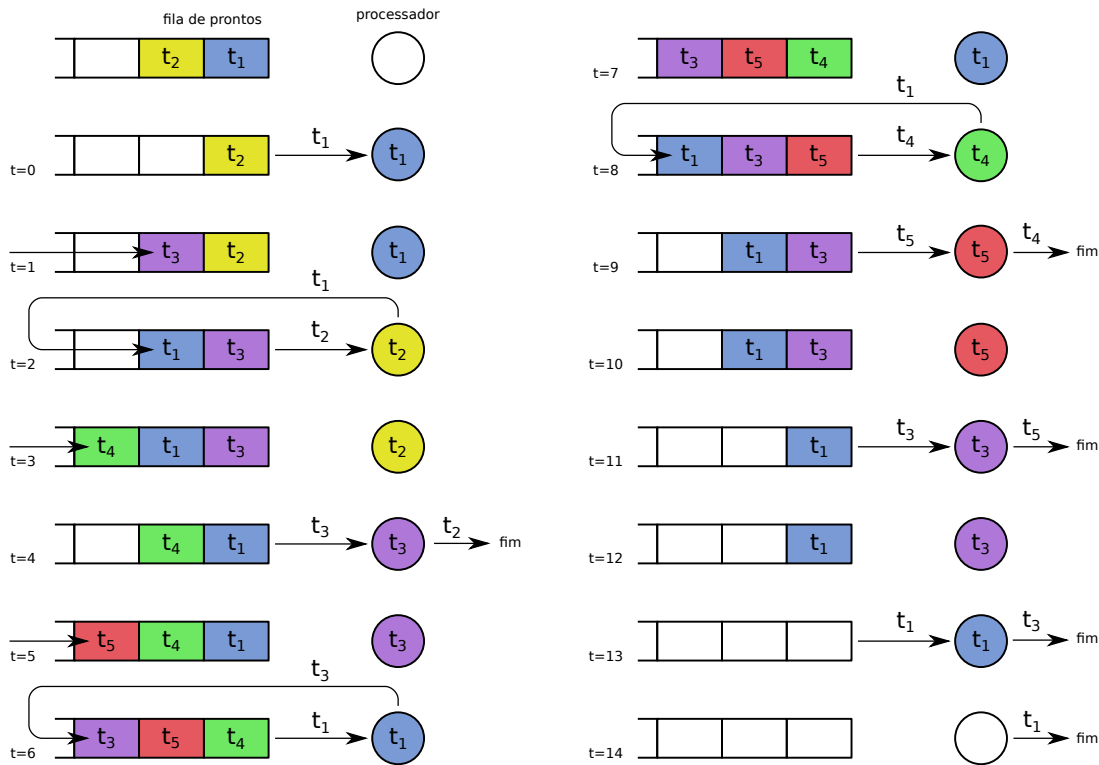 fila de prontos processador
t2 t1
t1
t=0 t2 t1
t=1 t3 t2 t1
t1
t2
t=2 t1 t3 t2
t=3 t4 t1 t3 t2
t3 t2
t=4 t4 t1 t3 fim
t=5 t5 t4 t1 t3
t3
t1
t=6 t3 t5 t4 t1
t=7 t3 t5 t4 t1
t1
t4
t=8 t1 t3 t5 t4
t5 t4
t=9 t1 t3 t5 fim
t=10 t1 t3 t5
t3 t5
t=11 t1 t3 fim
t=12 t1 t3
t1 t3
t=13 t1 fim
t1
t=14 fim